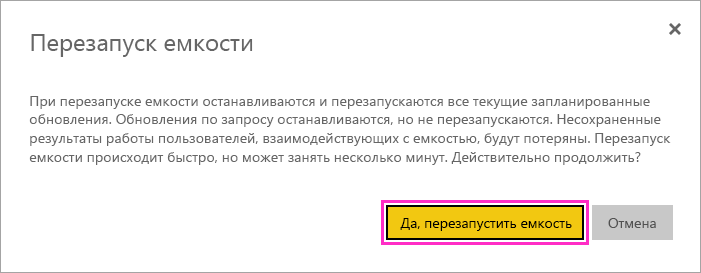 Перезапуск емкости
При перезапуске емкости останавливаются и перезапускаются все текущие запланированные
обновления. Обновления по запросу останавливаются, но не перезапускаются. Несохраненные
результаты работы пользователей, взаимодействующих с емкостью, будут потеряны. Перезапуск
емкости происходит быстро, но может занять несколько минут. Действительно продолжить?
Да, перезапустить емкость
Отмена